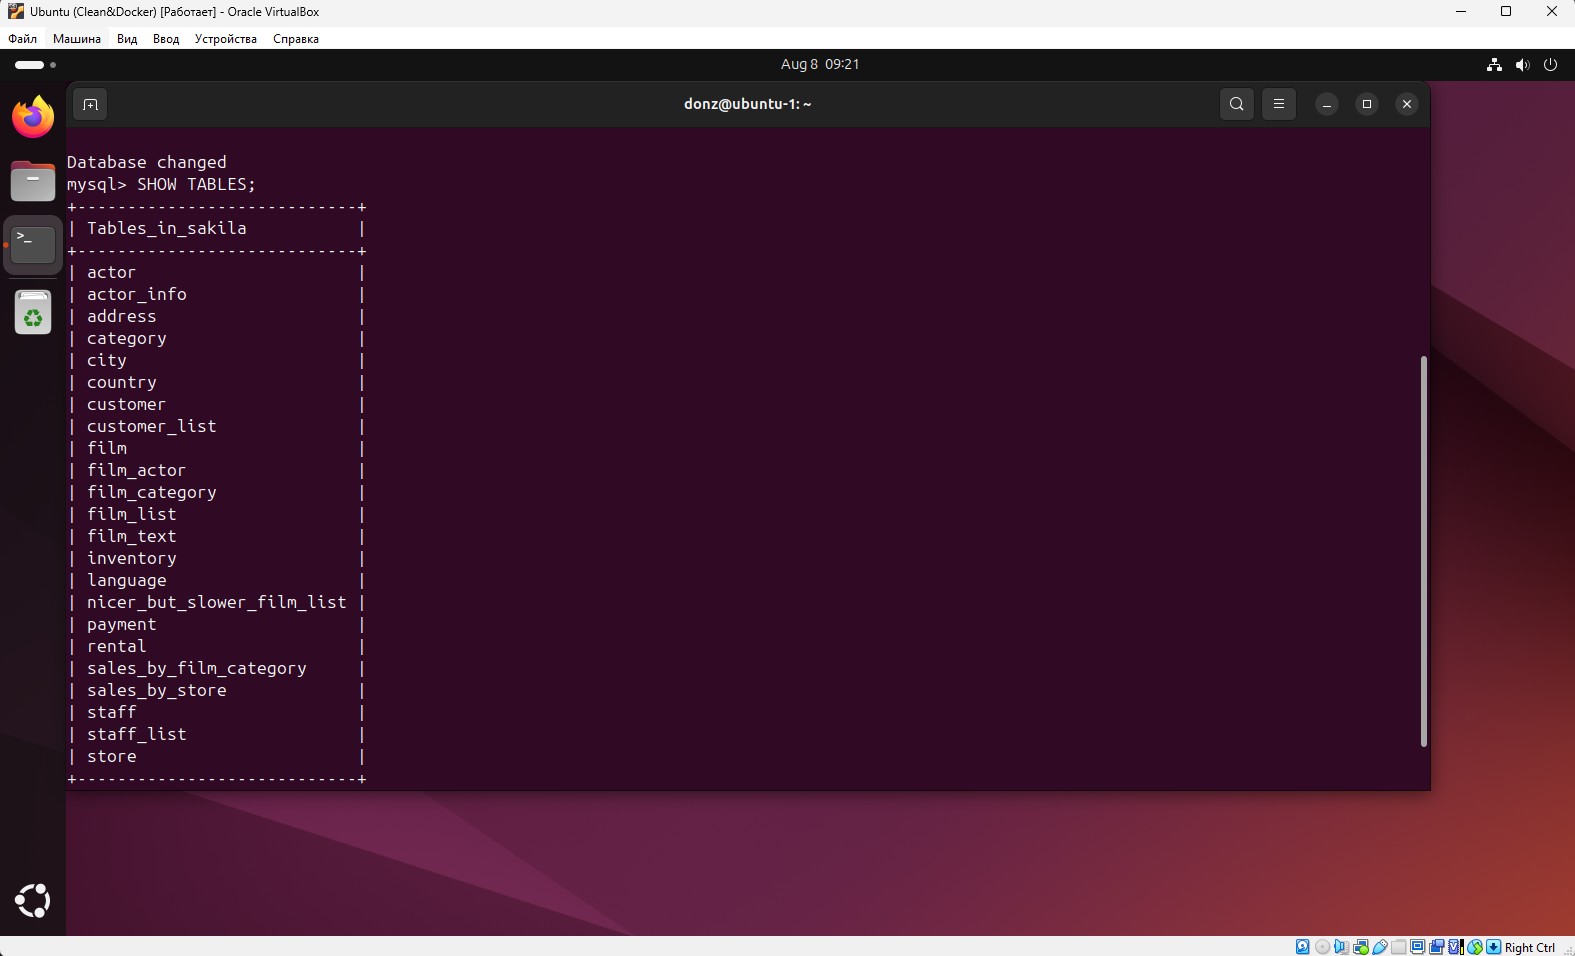 Ubuntu (Clean&Docker) [Работает] - Oracle VirtualBox
Файл Машина Вид Ввод Устройства Справка
Aug 8 09:21
donz@ubuntu-1: ~
Database changed
mysql> SHOW TABLES;
+----------------------------+
| Tables_in_sakila           |
+----------------------------+
| actor                      |
| actor_info                 |
| address                    |
| category                   |
| city                       |
| country                    |
| customer                   |
| customer_list              |
| film                       |
| film_actor                 |
| film_category              |
| film_list                  |
| film_text                  |
| inventory                  |
| language                   |
| nicer_but_slower_film_list |
| payment                    |
| rental                     |
| sales_by_film_category     |
| sales_by_store             |
| staff                      |
| staff_list                 |
| store                      |
+----------------------------+
Right Ctrl